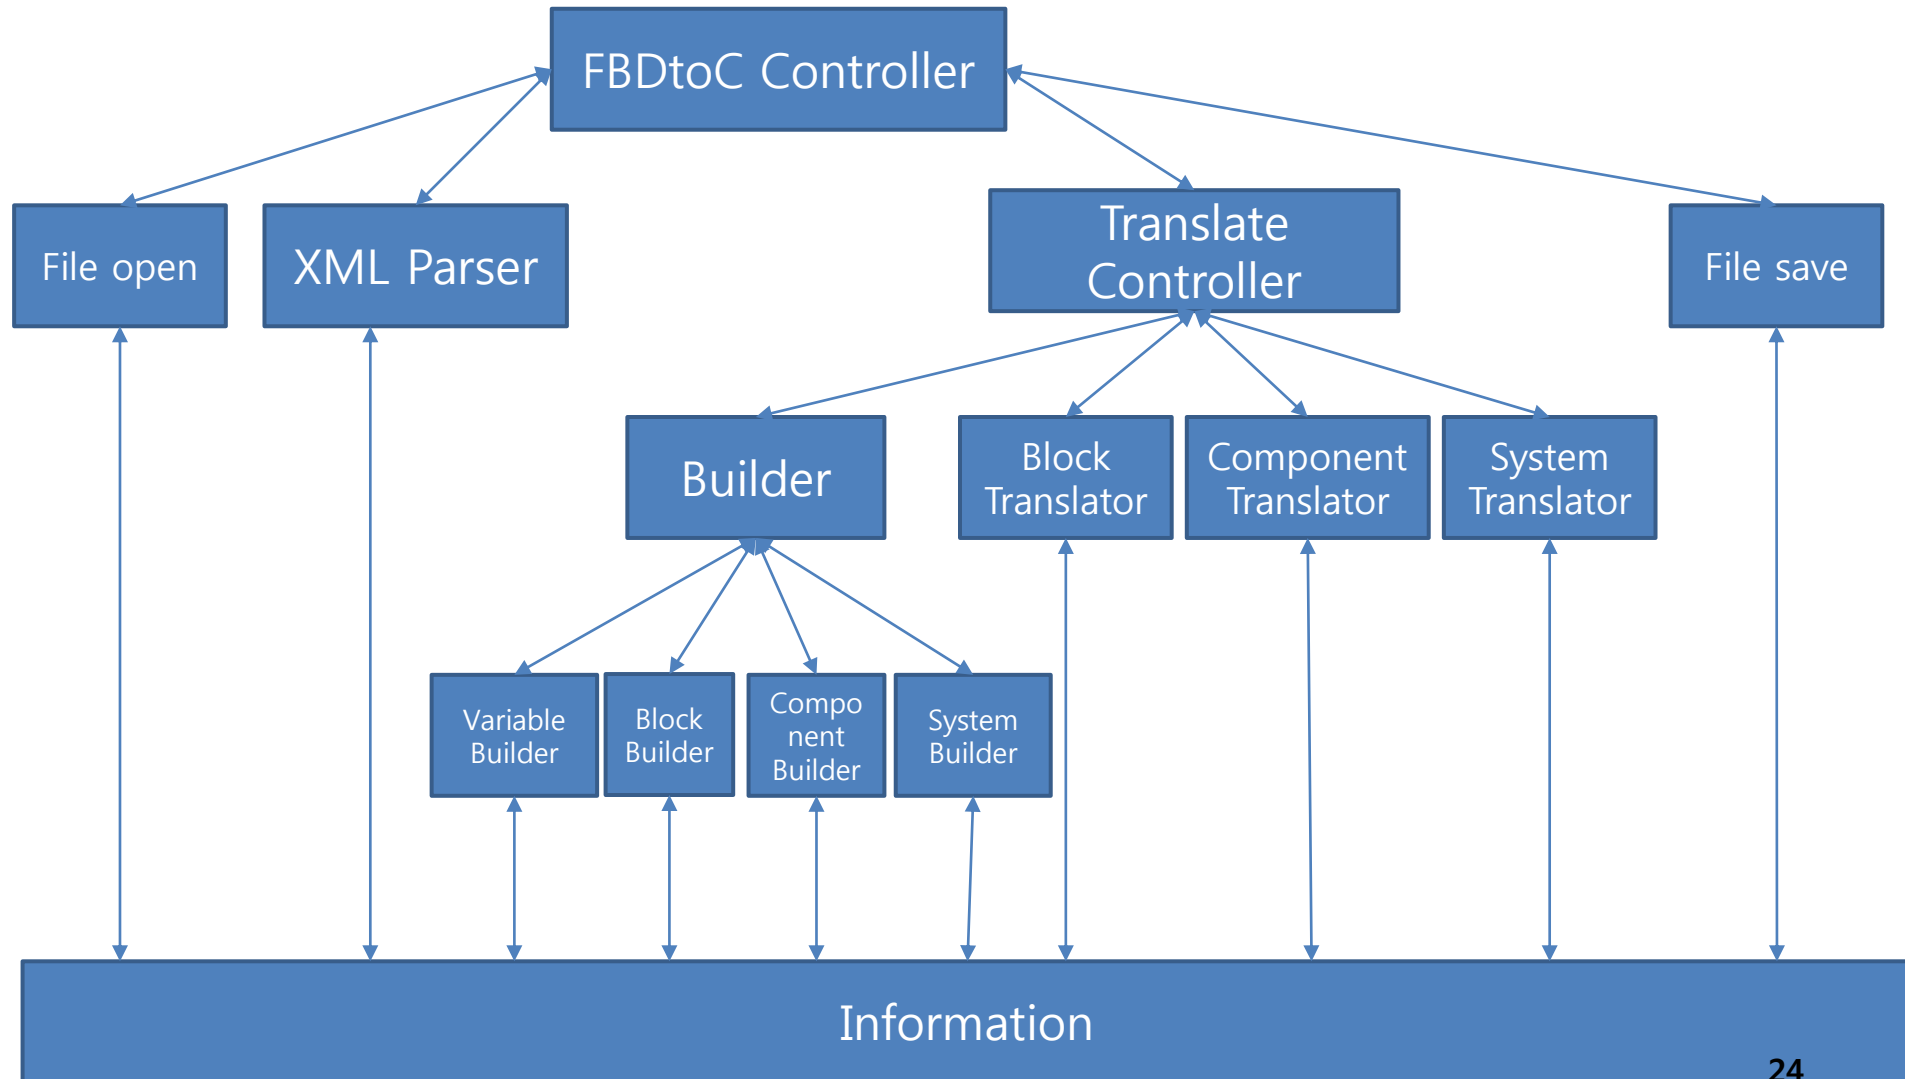 FBDtoC Controller
File open
XML Parser
Translate
Controller
File save
Builder
Block
Translator
Component
Translator
System
Translator
Variable
Builder
Block
Builder
Compo
nent
Builder
System
Builder
Information
24